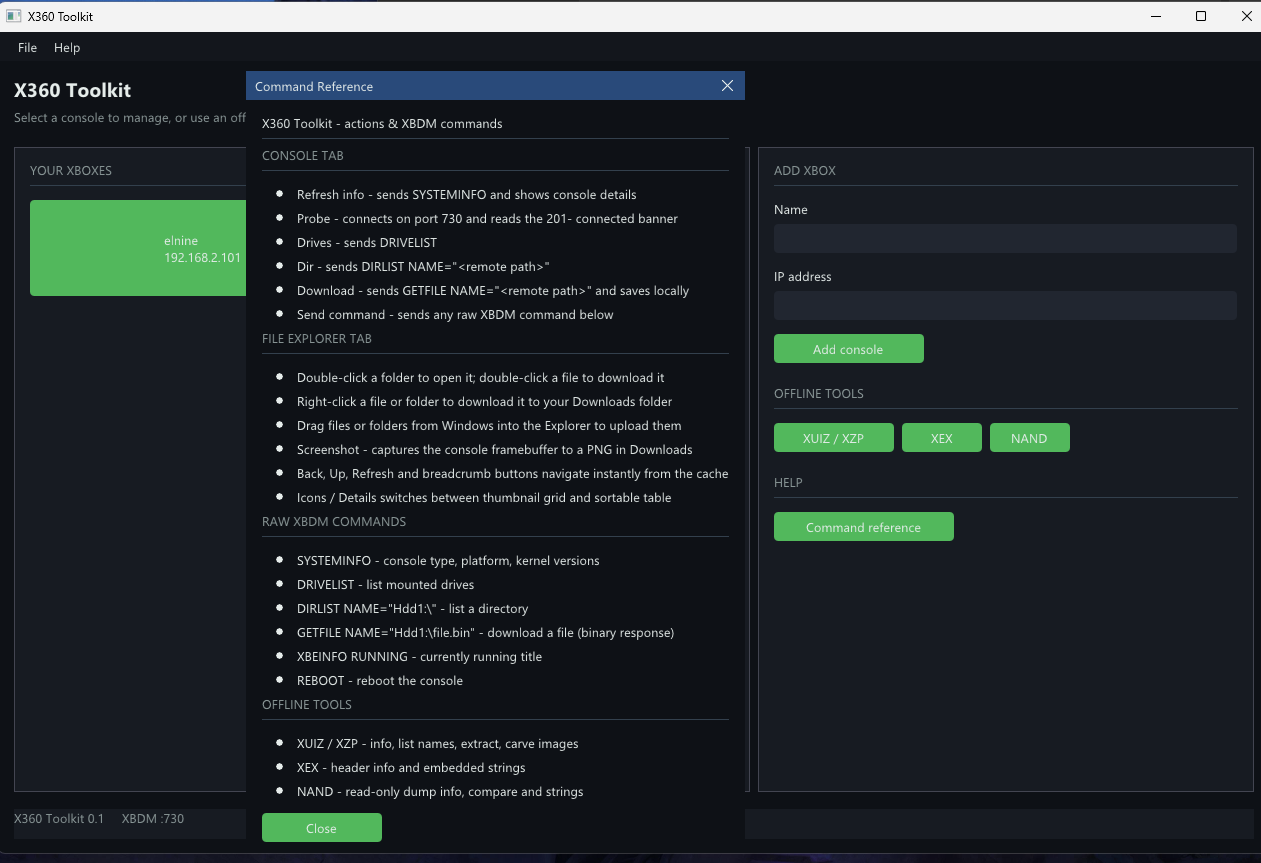 X360 Toolkit
File Help
X360 Toolkit
Select a console to manage, or use an off
YOUR XBOXES
elnine
192.168.2.101
Command Reference
X360 Toolkit - actions & XBDM commands
CONSOLE TAB
Refresh info - sends SYSTEMINFO and shows console details
Probe - connects on port 730 and reads the 201- connected banner
Drives - sends DRIVELIST
Dir - sends DIRLIST NAME="<remote path>"
Download - sends GETFILE NAME="<remote path>" and saves locally
Send command - sends any raw XBDM command below
FILE EXPLORER TAB
Double-click a folder to open it; double-click a file to download it
Right-click a file or folder to download it to your Downloads folder
Drag files or folders from Windows into the Explorer to upload them
Screenshot - captures the console framebuffer to a PNG in Downloads
Back, Up, Refresh and breadcrumb buttons navigate instantly from the cache
Icons / Details switches between thumbnail grid and sortable table
RAW XBDM COMMANDS
SYSTEMINFO - console type, platform, kernel versions
DRIVELIST - list mounted drives
DIRLIST NAME="Hdd1:\" - list a directory
GETFILE NAME="Hdd1:\file.bin" - download a file (binary response)
XBEINFO RUNNING - currently running title
REBOOT - reboot the console
OFFLINE TOOLS
XUIZ / XZP - info, list names, extract, carve images
XEX - header info and embedded strings
NAND - read-only dump info, compare and strings
Close
ADD XBOX
Name
IP address
Add console
OFFLINE TOOLS
XUIZ / XZP XEX NAND
HELP
Command reference
X360 Toolkit 0.1 XBDM :730